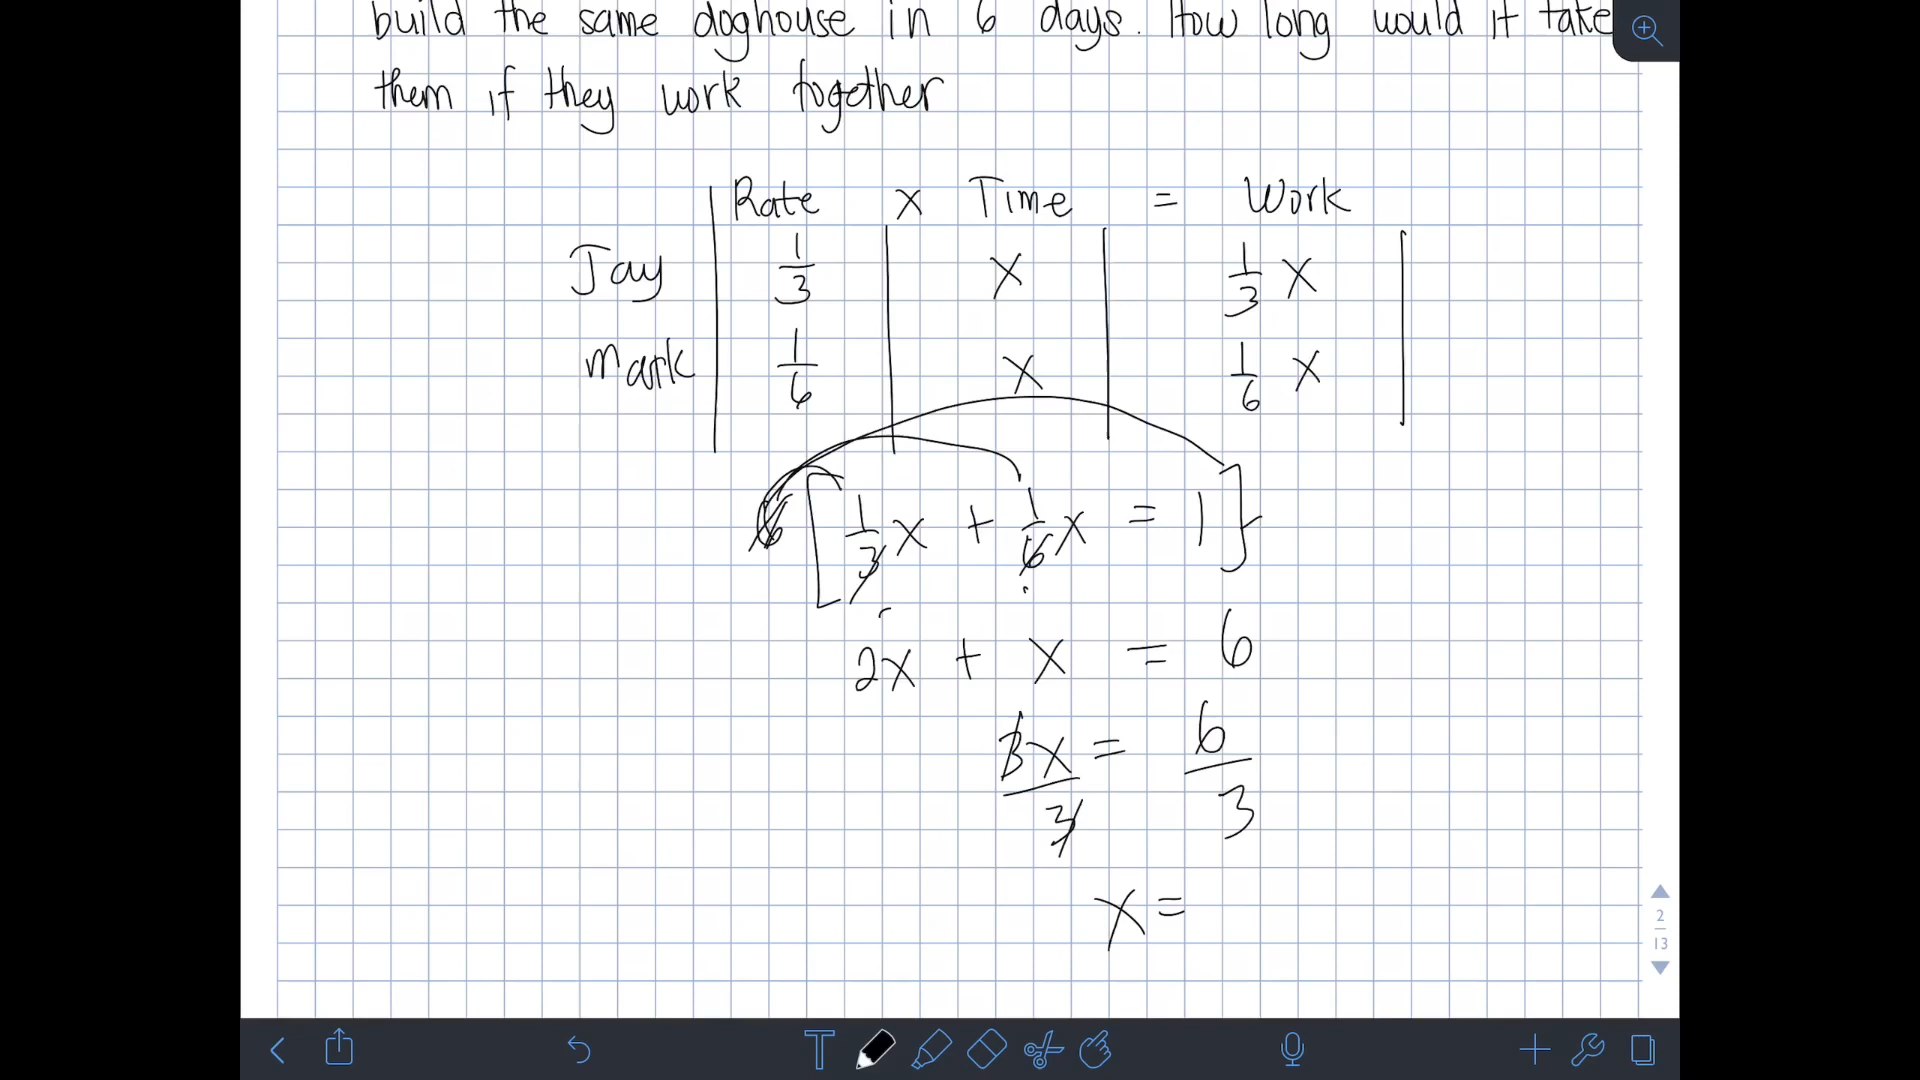 build the same doghouse in 6 days. How long would it take
them if they work together
Rate x Time = Work
Jay 1/3 x 1/3 x
Mark 1/6 x 1/6 x
6 [1/3 x + 1/6 x = 1]
2x + x = 6
3x/3 = 6/3
x =
2
13
T